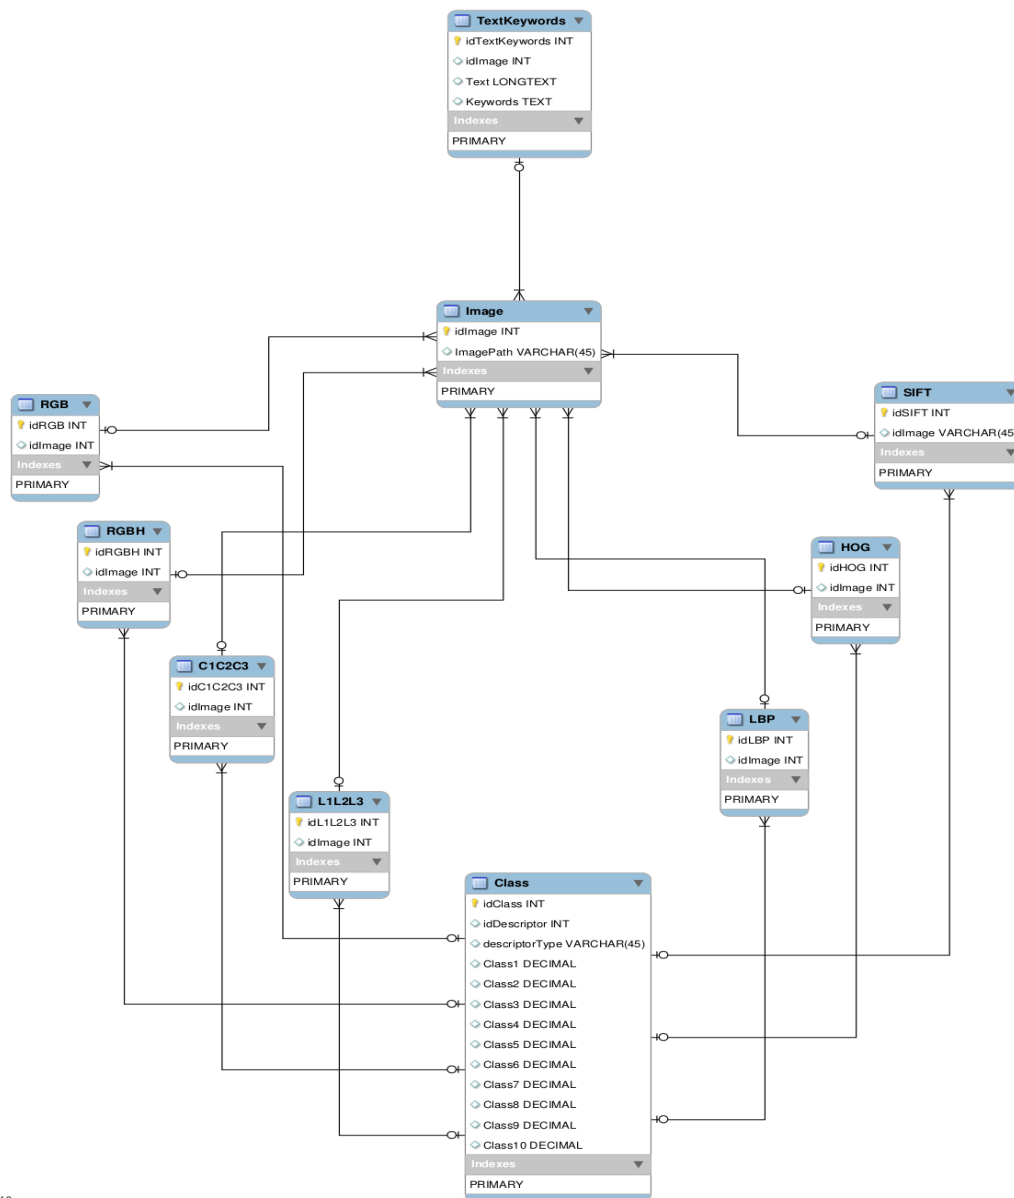 TextKeywords
idTextKeywords INT
idImage INT
Text LONGTEXT
Keywords TEXT
Indexes
PRIMARY
Image
idImage INT
ImagePath VARCHAR(45)
Indexes
PRIMARY
RGB
idRGB INT
idImage INT
Indexes
PRIMARY
SIFT
idSIFT INT
idImage VARCHAR(45
Indexes
PRIMARY
RGBH
idRGBH INT
idImage INT
Indexes
PRIMARY
HOG
idHOG INT
idImage INT
Indexes
PRIMARY
C1C2C3
idC1C2C3 INT
idImage INT
Indexes
PRIMARY
LBP
idLBP INT
idImage INT
Indexes
PRIMARY
L1L2L3
idL1L2L3 INT
idImage INT
Indexes
PRIMARY
Class
idClass INT
idDescriptor INT
descriptorType VARCHAR(45)
Class1 DECIMAL
Class2 DECIMAL
Class3 DECIMAL
Class4 DECIMAL
Class5 DECIMAL
Class6 DECIMAL
Class7 DECIMAL
Class8 DECIMAL
Class9 DECIMAL
Class10 DECIMAL
Indexes
PRIMARY